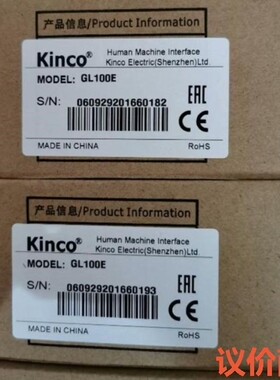 产品信息/Product Information
Kinco®
Human Machine Interface
Kinco Electric(Shenzhen)Ltd.
MODEL: GL100E
S/N:
060929201660182
EAC
CE
MADE IN CHINA
RoHS
产品信息/Product Information
Kinco®
Human Machine Interface
Kinco Electric(Shenzhen)Ltd.
MODEL: GL100E
S/N:
060929201660193
EAC
CE
MADE IN CHINA
RoHS
议价